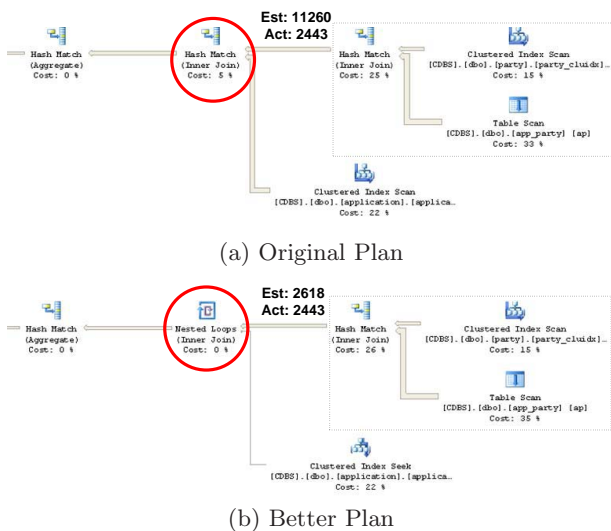 Est: 11260
Act: 2443
Hash Match
(Aggregate)
Cost: 0 %
Hash Match
(Inner Join)
Cost: 5 %
Hash Match
(Inner Join)
Cost: 25 %
Clustered Index Scan
[CDBS].[dbo].[party].[party_cluidx]…
Cost: 15 %
Table Scan
[CDBS].[dbo].[app_party] [ap]
Cost: 33 %
Clustered Index Scan
[CDBS].[dbo].[application].[applica…
Cost: 22 %
(a) Original Plan
Est: 2618
Act: 2443
Hash Match
(Aggregate)
Cost: 0 %
Nested Loops
(Inner Join)
Cost: 0 %
Hash Match
(Inner Join)
Cost: 26 %
Clustered Index Scan
[CDBS].[dbo].[party].[party_cluidx]…
Cost: 15 %
Table Scan
[CDBS].[dbo].[app_party] [ap]
Cost: 35 %
Clustered Index Seek
[CDBS].[dbo].[application].[applica…
Cost: 22 %
(b) Better Plan